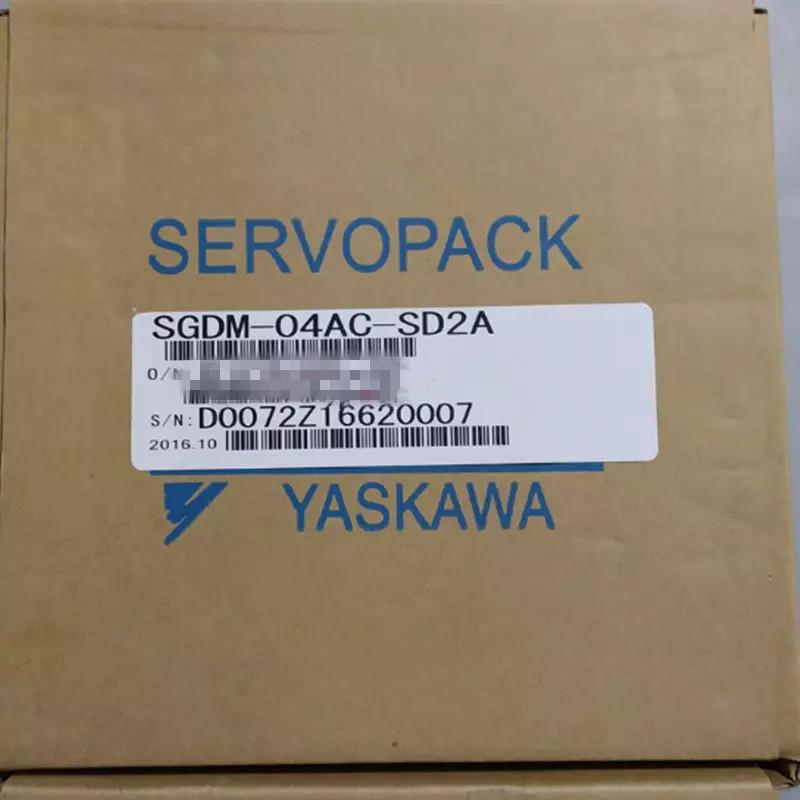 SERVOPACK
SGDM-04AC-SD2A
S/N: D0072Z16620007
2016.10
YASKAWA